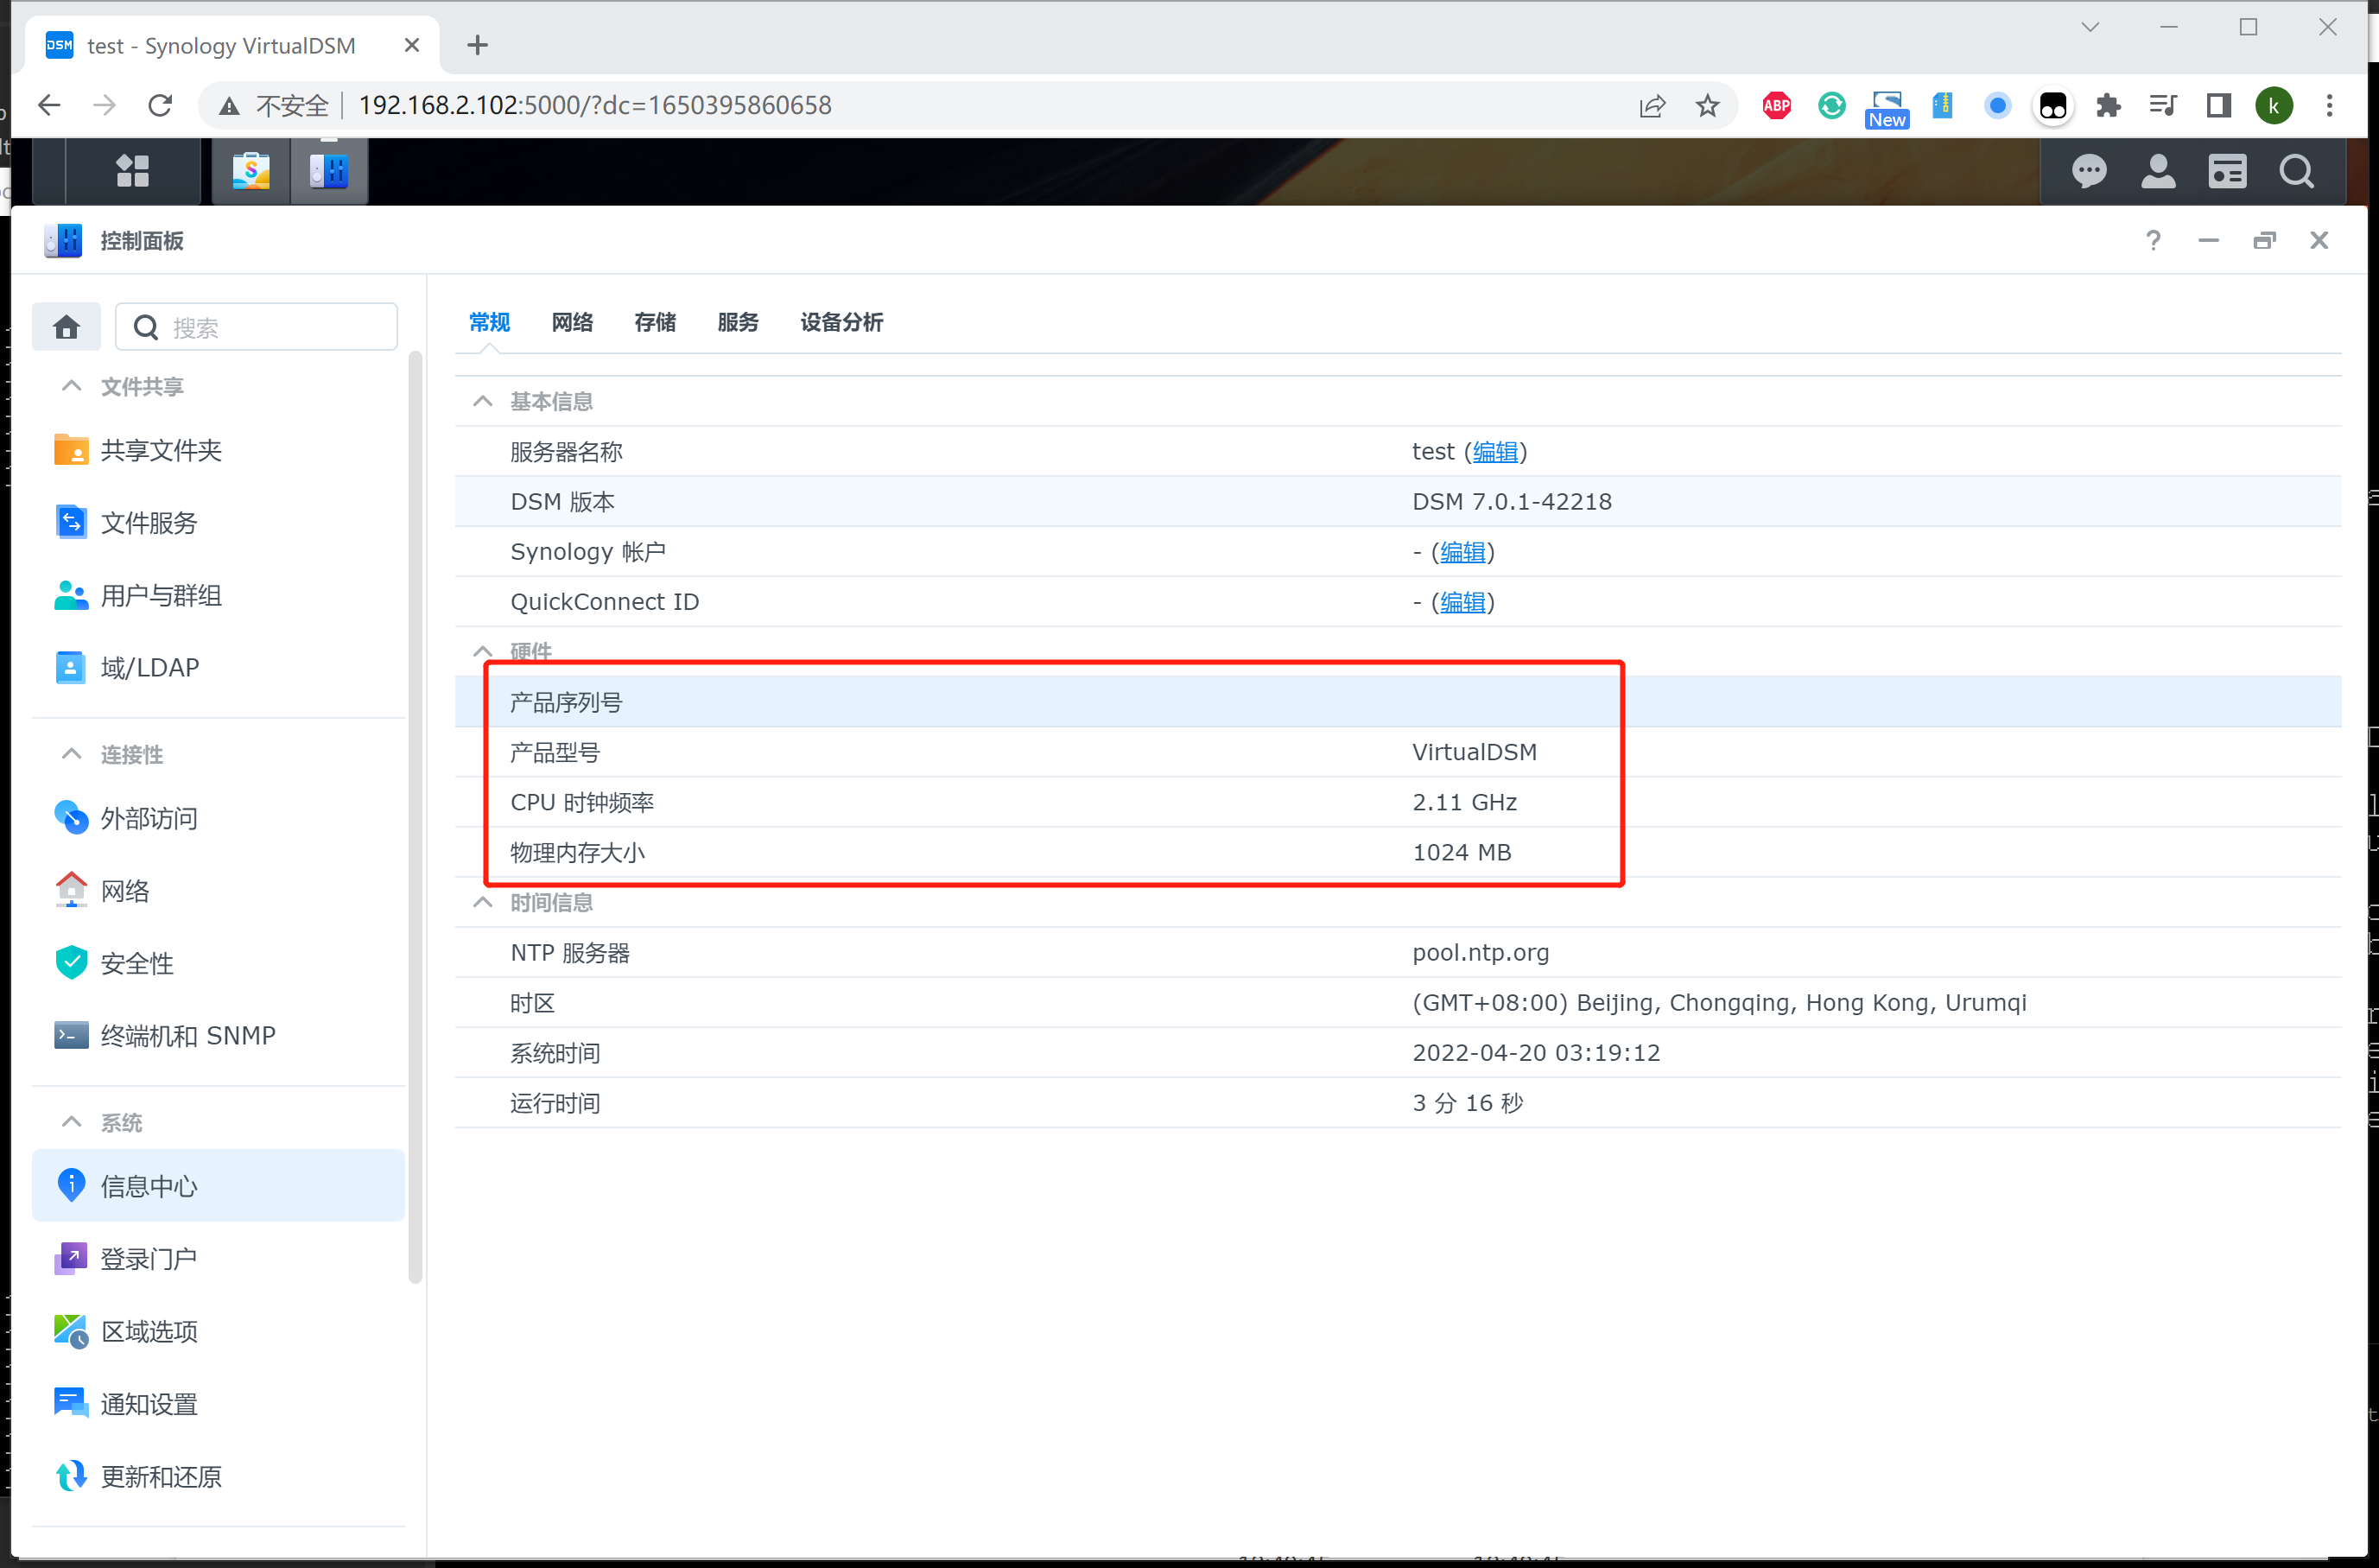 test - Synology VirtualDSM
不安全
192.168.2.102:5000/?dc=1650395860658
ABP
New
k
控制面板
搜索
文件共享
共享文件夹
文件服务
用户与群组
域/LDAP
连接性
外部访问
网络
安全性
终端机和 SNMP
系统
信息中心
登录门户
区域选项
通知设置
更新和还原
常规 网络 存储 服务 设备分析
基本信息
服务器名称 test (编辑)
DSM 版本 DSM 7.0.1-42218
Synology 帐户 - (编辑)
QuickConnect ID - (编辑)
硬件
产品序列号
产品型号 VirtualDSM
CPU 时钟频率 2.11 GHz
物理内存大小 1024 MB
时间信息
NTP 服务器 pool.ntp.org
时区 (GMT+08:00) Beijing, Chongqing, Hong Kong, Urumqi
系统时间 2022-04-20 03:19:12
运行时间 3 分 16 秒